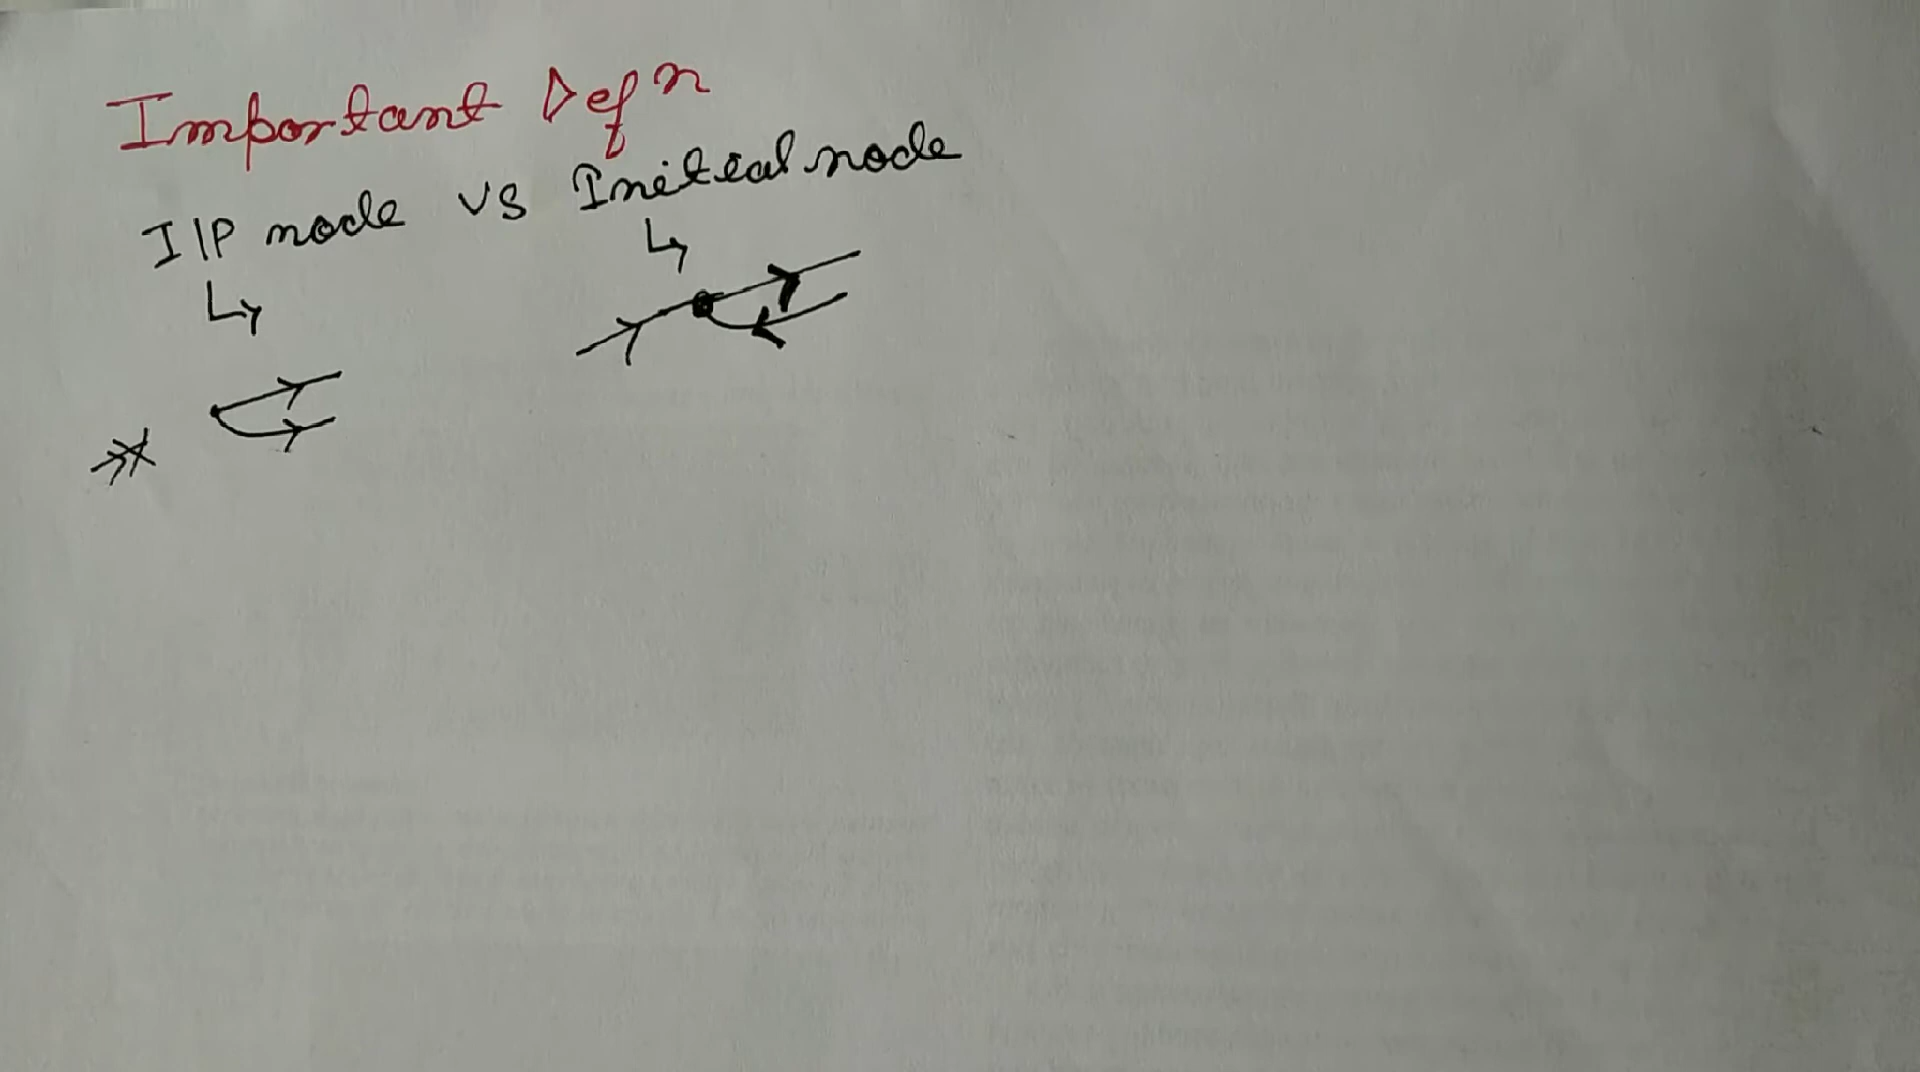 Important Defn
I/P node vs Initial node